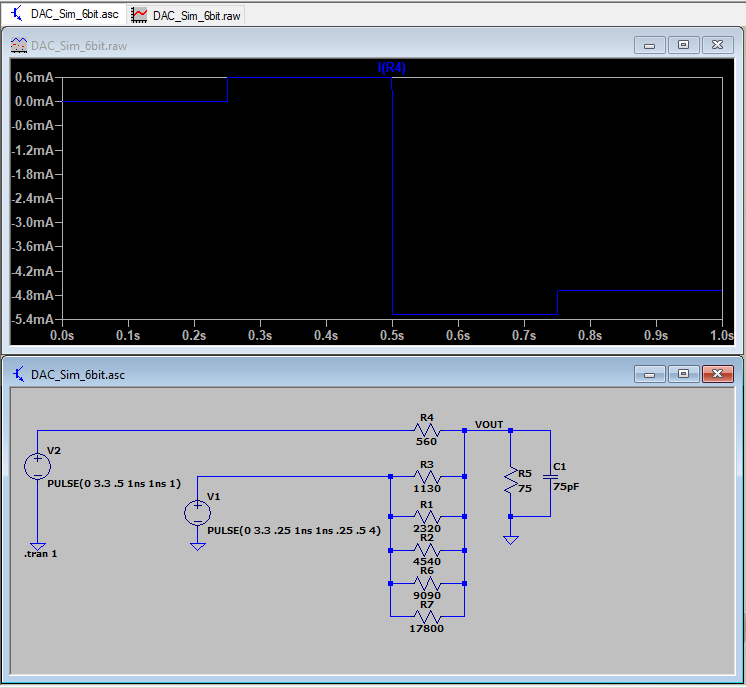 DAC_Sim_6bit.asc DAC_Sim_6bit.raw
DAC_Sim_6bit.raw
I(R4)
0.6mA
0.0mA
-0.6mA
-1.2mA
-1.8mA
-2.4mA
-3.0mA
-3.6mA
-4.2mA
-4.8mA
-5.4mA
0.0s 0.1s 0.2s 0.3s 0.4s 0.5s 0.6s 0.7s 0.8s 0.9s 1.0s
DAC_Sim_6bit.asc
R4
560
VOUT
V2
PULSE(0 3.3 .5 1ns 1ns 1)
.tran 1
V1
PULSE(0 3.3 .25 1ns 1ns .25 .5 4)
R3
1130
R1
2320
R2
4540
R6
9090
R7
17800
R5
75
C1
75pF